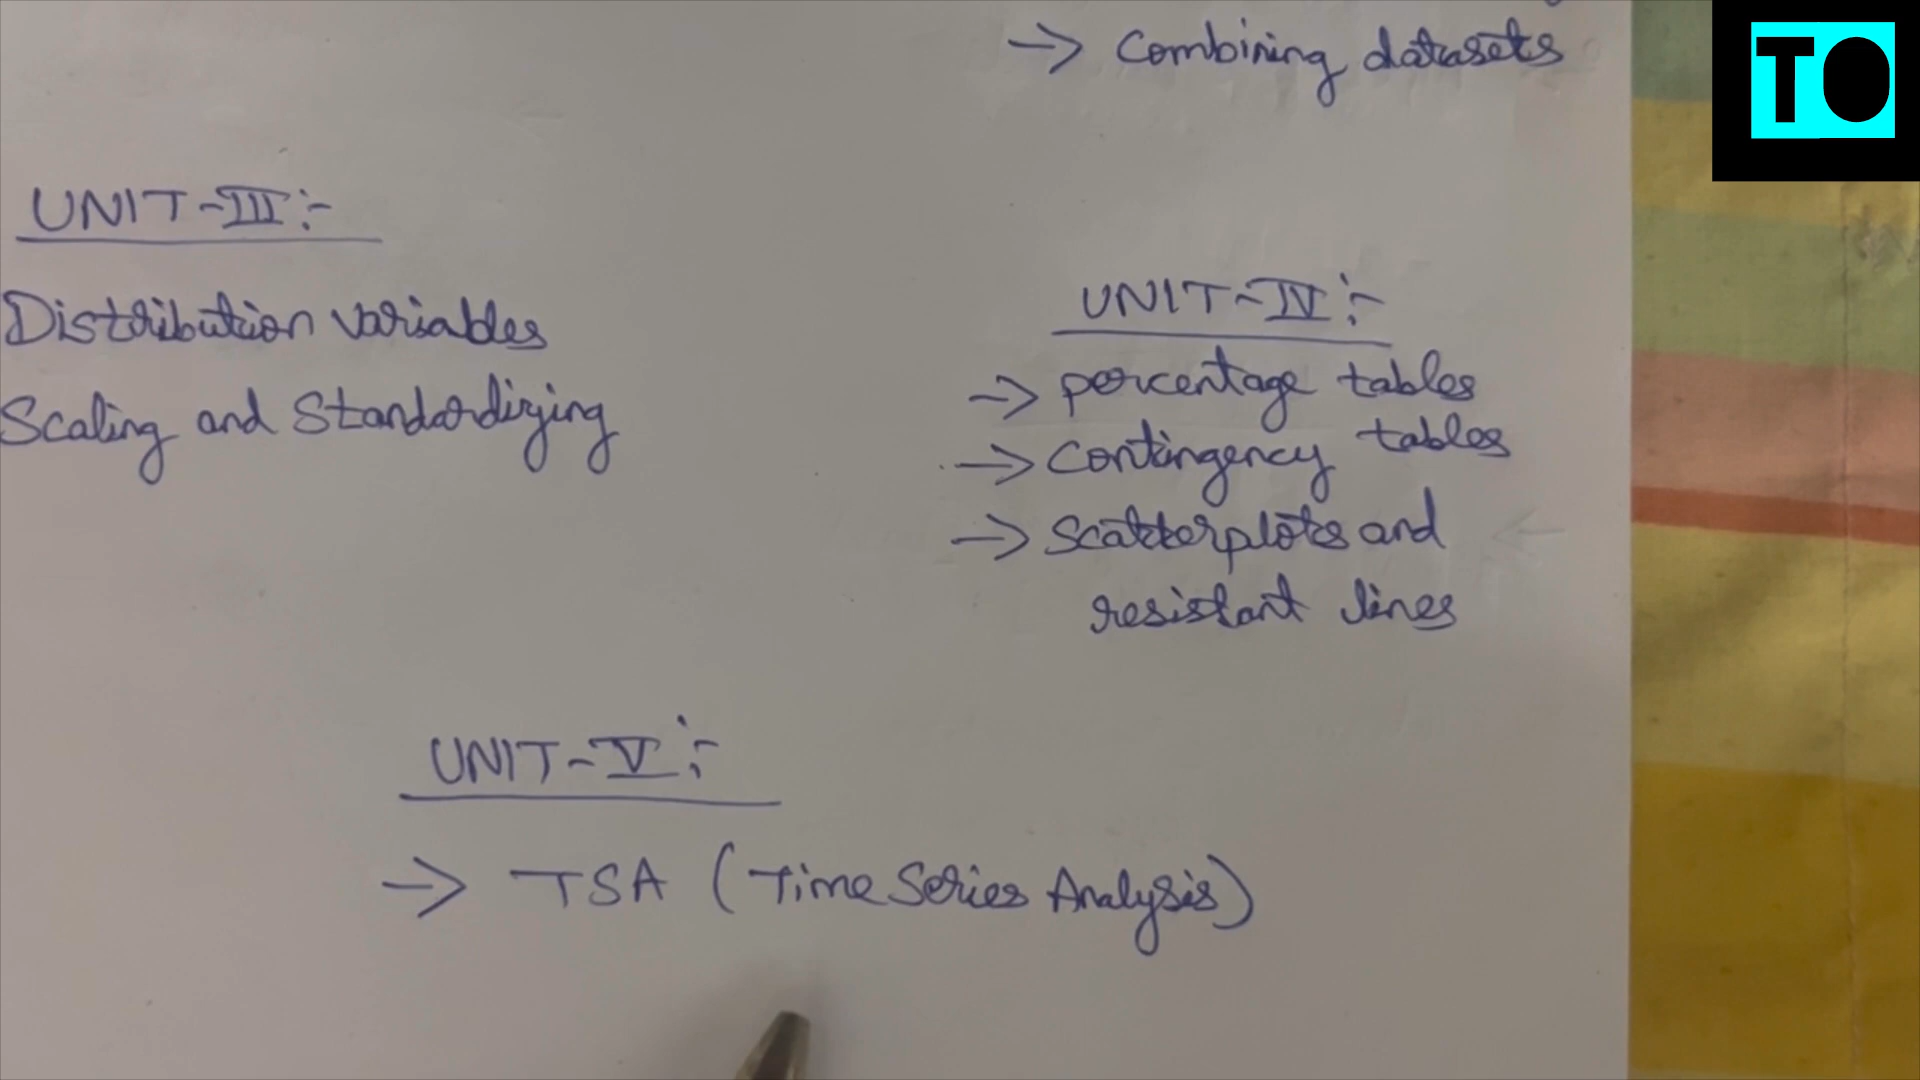 → Combining datasets
TO
UNIT-III:-
Distribution variables
Scaling and Standardizing
UNIT-IV:-
→ percentage tables
→ Contingency tables
→ Scatterplots and
resistant lines
UNIT-V:-
→ TSA (Time Series Analysis)